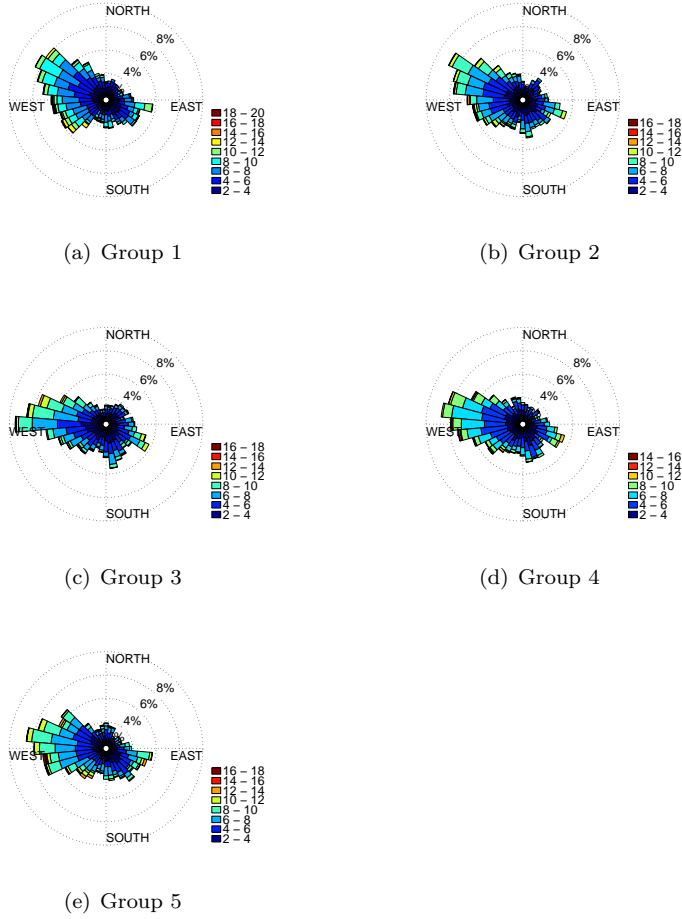 NORTH
8%
6%
4%
WEST
EAST
SOUTH
18 – 20
16 – 18
14 – 16
12 – 14
10 – 12
8 – 10
6 – 8
4 – 6
2 – 4
(a) Group 1
NORTH
8%
6%
4%
WEST
EAST
SOUTH
16 – 18
14 – 16
12 – 14
10 – 12
8 – 10
6 – 8
4 – 6
2 – 4
(b) Group 2
NORTH
8%
6%
4%
WEST
EAST
SOUTH
16 – 18
14 – 16
12 – 14
10 – 12
8 – 10
6 – 8
4 – 6
2 – 4
(c) Group 3
NORTH
8%
6%
4%
WEST
EAST
SOUTH
14 – 16
12 – 14
10 – 12
8 – 10
6 – 8
4 – 6
2 – 4
(d) Group 4
NORTH
8%
6%
4%
WEST
EAST
SOUTH
16 – 18
14 – 16
12 – 14
10 – 12
8 – 10
6 – 8
4 – 6
2 – 4
(e) Group 5